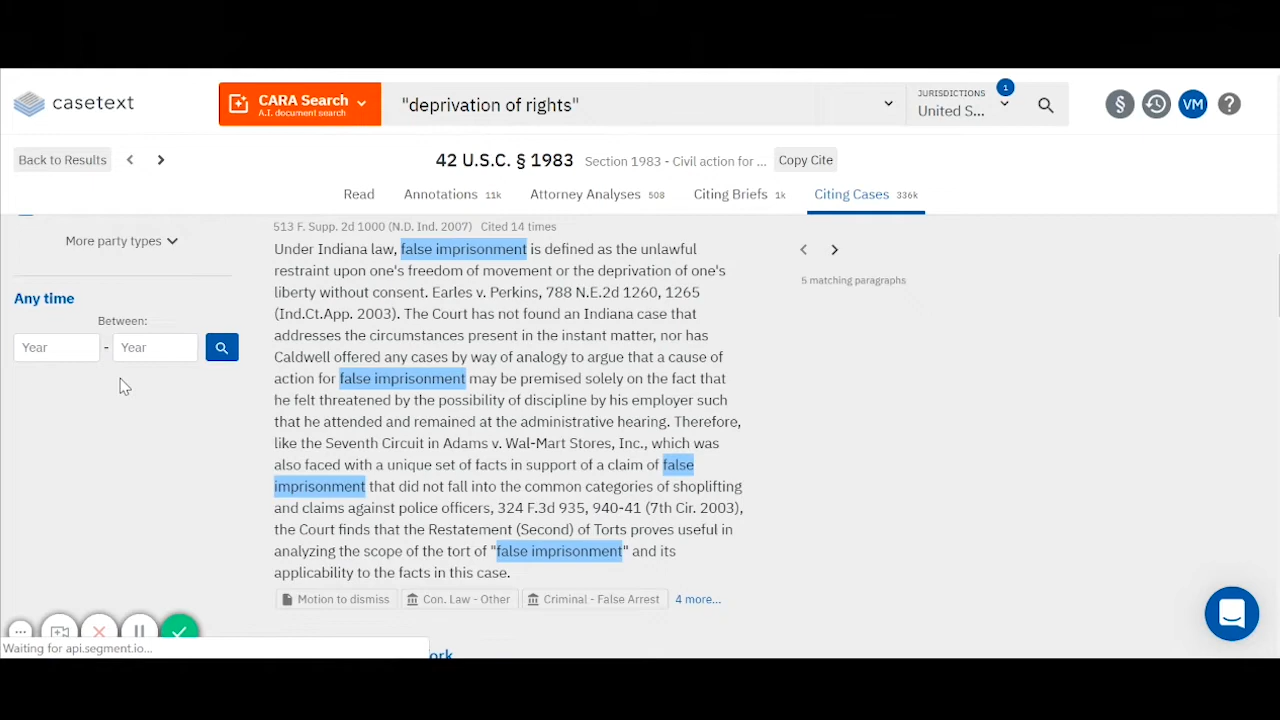 casetext
CARA Search
A.I. document search
"deprivation of rights"
JURISDICTIONS
1
United S...
§
VM
?
Back to Results
42 U.S.C. § 1983
Section 1983 - Civil action for ...
Copy Cite
Read
Annotations 11k
Attorney Analyses 508
Citing Briefs 1k
Citing Cases 336k
More party types
Any time
Between:
Year - Year
513 F. Supp. 2d 1000 (N.D. Ind. 2007) Cited 14 times
Under Indiana law, false imprisonment is defined as the unlawful
restraint upon one's freedom of movement or the deprivation of one's
liberty without consent. Earles v. Perkins, 788 N.E.2d 1260, 1265
(Ind.Ct.App. 2003). The Court has not found an Indiana case that
addresses the circumstances present in the instant matter, nor has
Caldwell offered any cases by way of analogy to argue that a cause of
action for false imprisonment may be premised solely on the fact that
he felt threatened by the possibility of discipline by his employer such
that he attended and remained at the administrative hearing. Therefore,
like the Seventh Circuit in Adams v. Wal-Mart Stores, Inc., which was
also faced with a unique set of facts in support of a claim of false
imprisonment that did not fall into the common categories of shoplifting
and claims against police officers, 324 F.3d 935, 940-41 (7th Cir. 2003),
the Court finds that the Restatement (Second) of Torts proves useful in
analyzing the scope of the tort of "false imprisonment" and its
applicability to the facts in this case.
5 matching paragraphs
Motion to dismiss
Con. Law - Other
Criminal - False Arrest
4 more...
Waiting for api.segment.io...